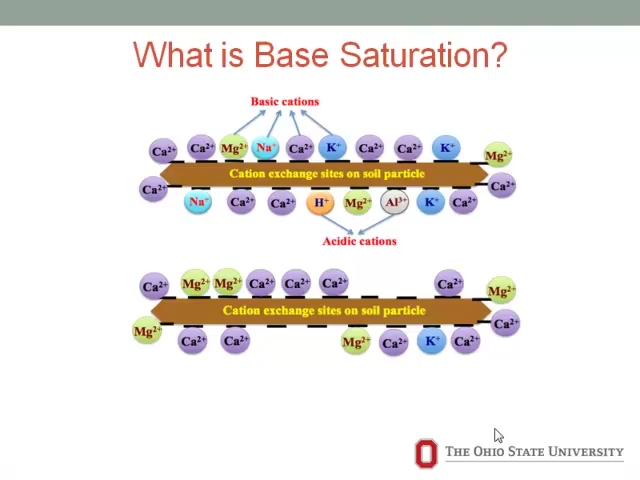 What is Base Saturation?
Basic cations
Ca²⁺ Ca²⁺ Mg²⁺ Na⁺ Ca²⁺ K⁺ Ca²⁺ Ca²⁺ K⁺ Mg²⁺
Cation exchange sites on soil particle
Ca²⁺ Na⁺ Ca²⁺ Ca²⁺ H⁺ Mg²⁺ Al³⁺ K⁺ Ca²⁺ Ca²⁺
Acidic cations
Ca²⁺ Mg²⁺ Mg²⁺ Ca²⁺ Ca²⁺ Ca²⁺ Ca²⁺ Mg²⁺
Cation exchange sites on soil particle
Mg²⁺ Ca²⁺ Ca²⁺ Mg²⁺ Ca²⁺ K⁺ Ca²⁺ Ca²⁺
THE OHIO STATE UNIVERSITY